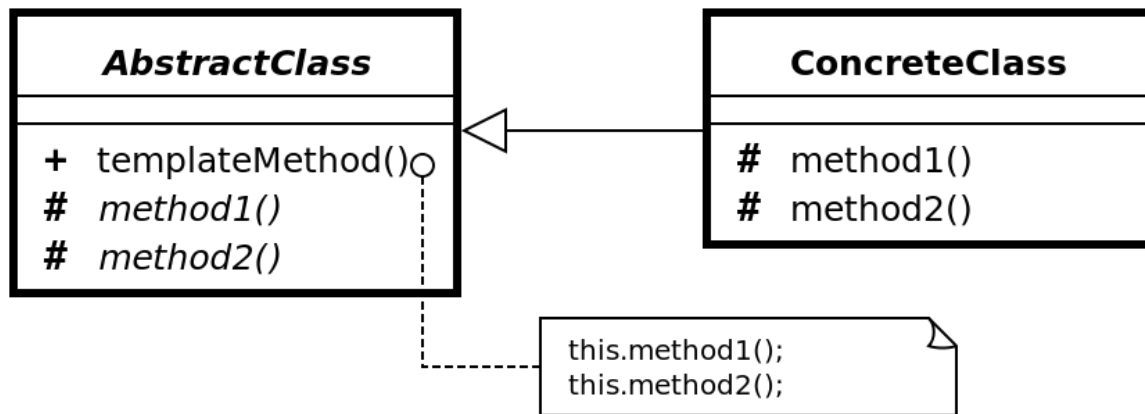 AbstractClass
+ templateMethod()
# method1()
# method2()
ConcreteClass
# method1()
# method2()
this.method1();
this.method2();